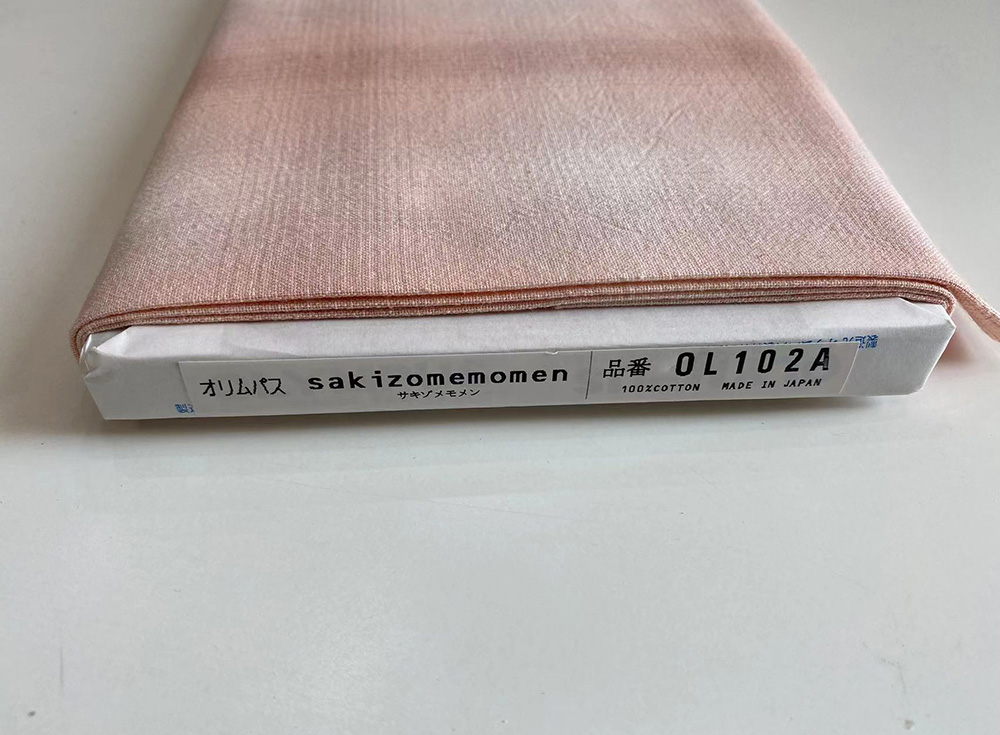 オリムパス sakizomemomen
サキゾメモメン
品番 OL102A
100%COTTON MADE IN JAPAN